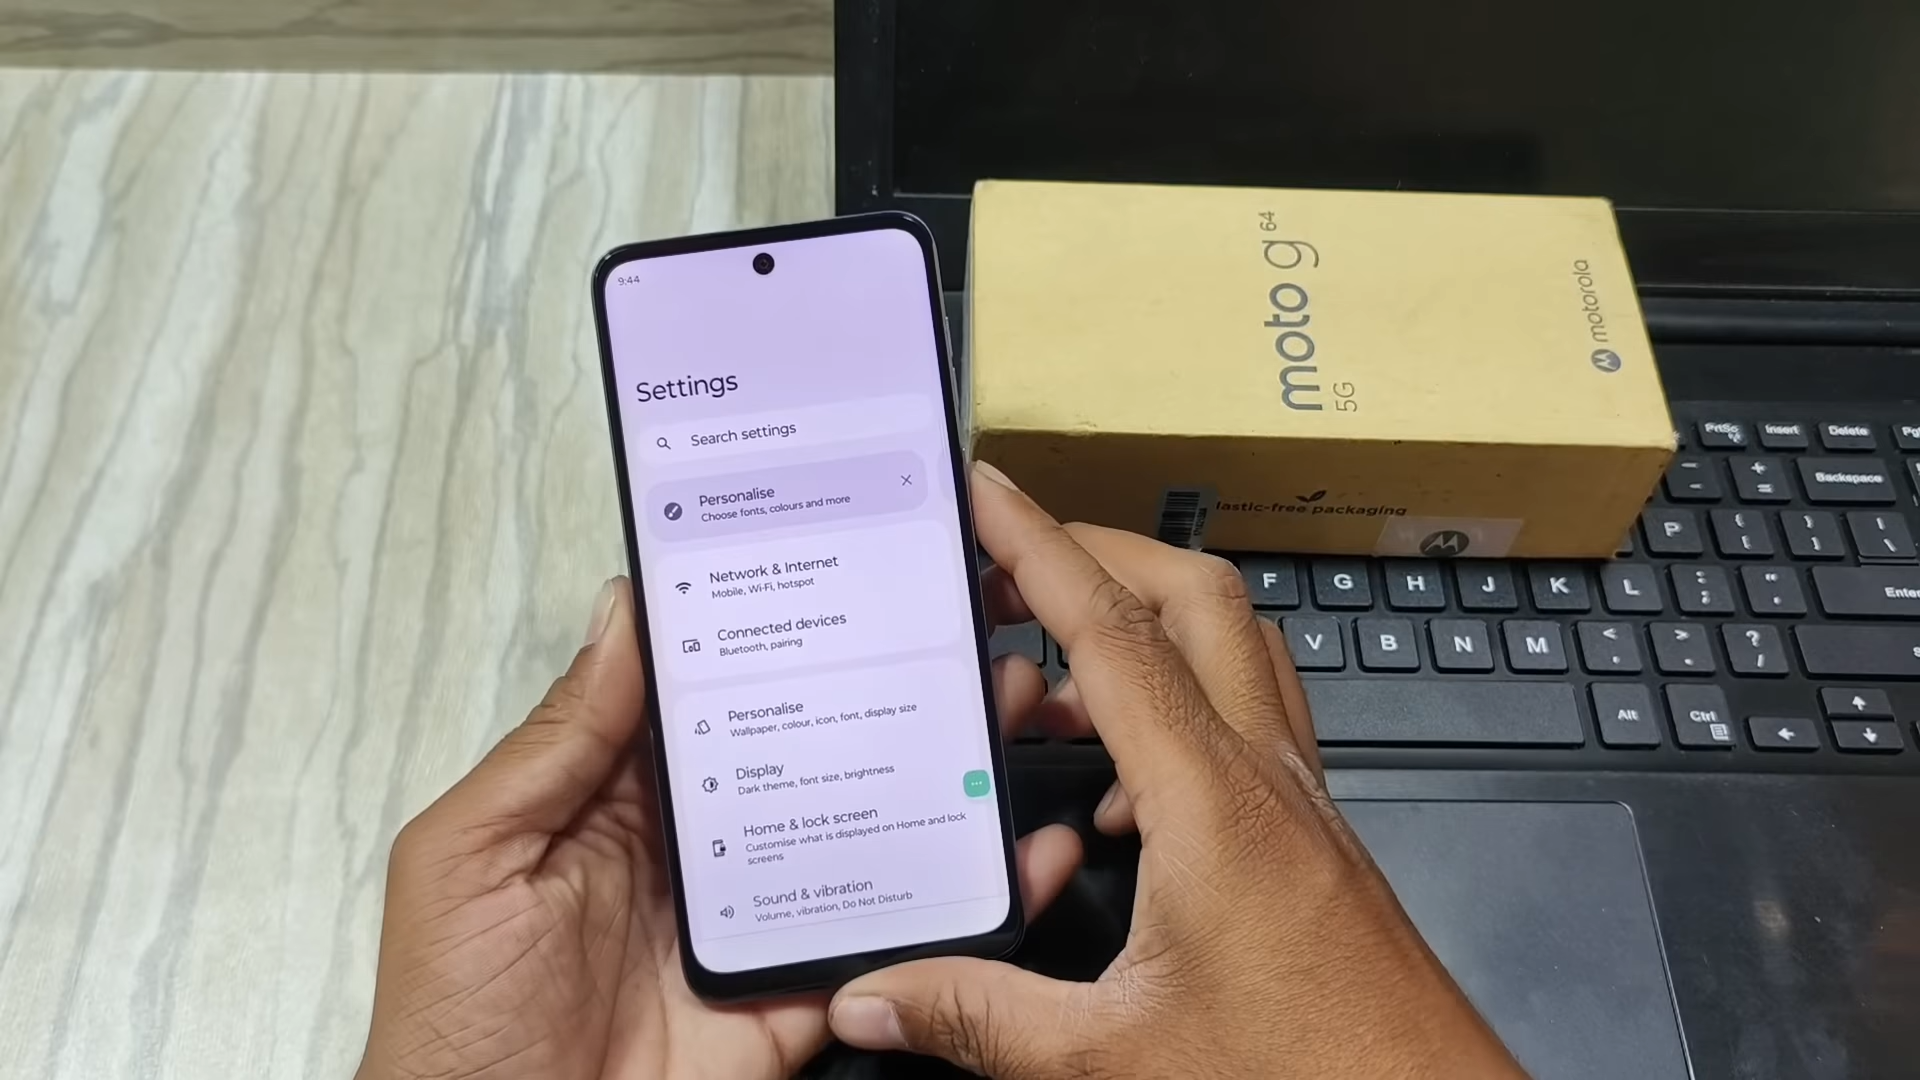 9:44
Settings
Search settings
Personalise
Choose fonts, colours and more
Network & Internet
Mobile, Wi-Fi, hotspot
Connected devices
Bluetooth, pairing
Personalise
Wallpaper, colour, icon, font, display size
Display
Dark theme, font size, brightness
Home & lock screen
Customise what is displayed on Home and lock
screens
Sound & vibration
Volume, vibration, Do Not Disturb
moto g 64
5G
motorola
lastic-free packaging
PrtSc
Insert
Delete
Backspace
P
{ [
} ]
| \
F
G
H
J
K
L
: ;
" '
Enter
V
B
N
M
< ,
> .
? /
Alt
Ctrl